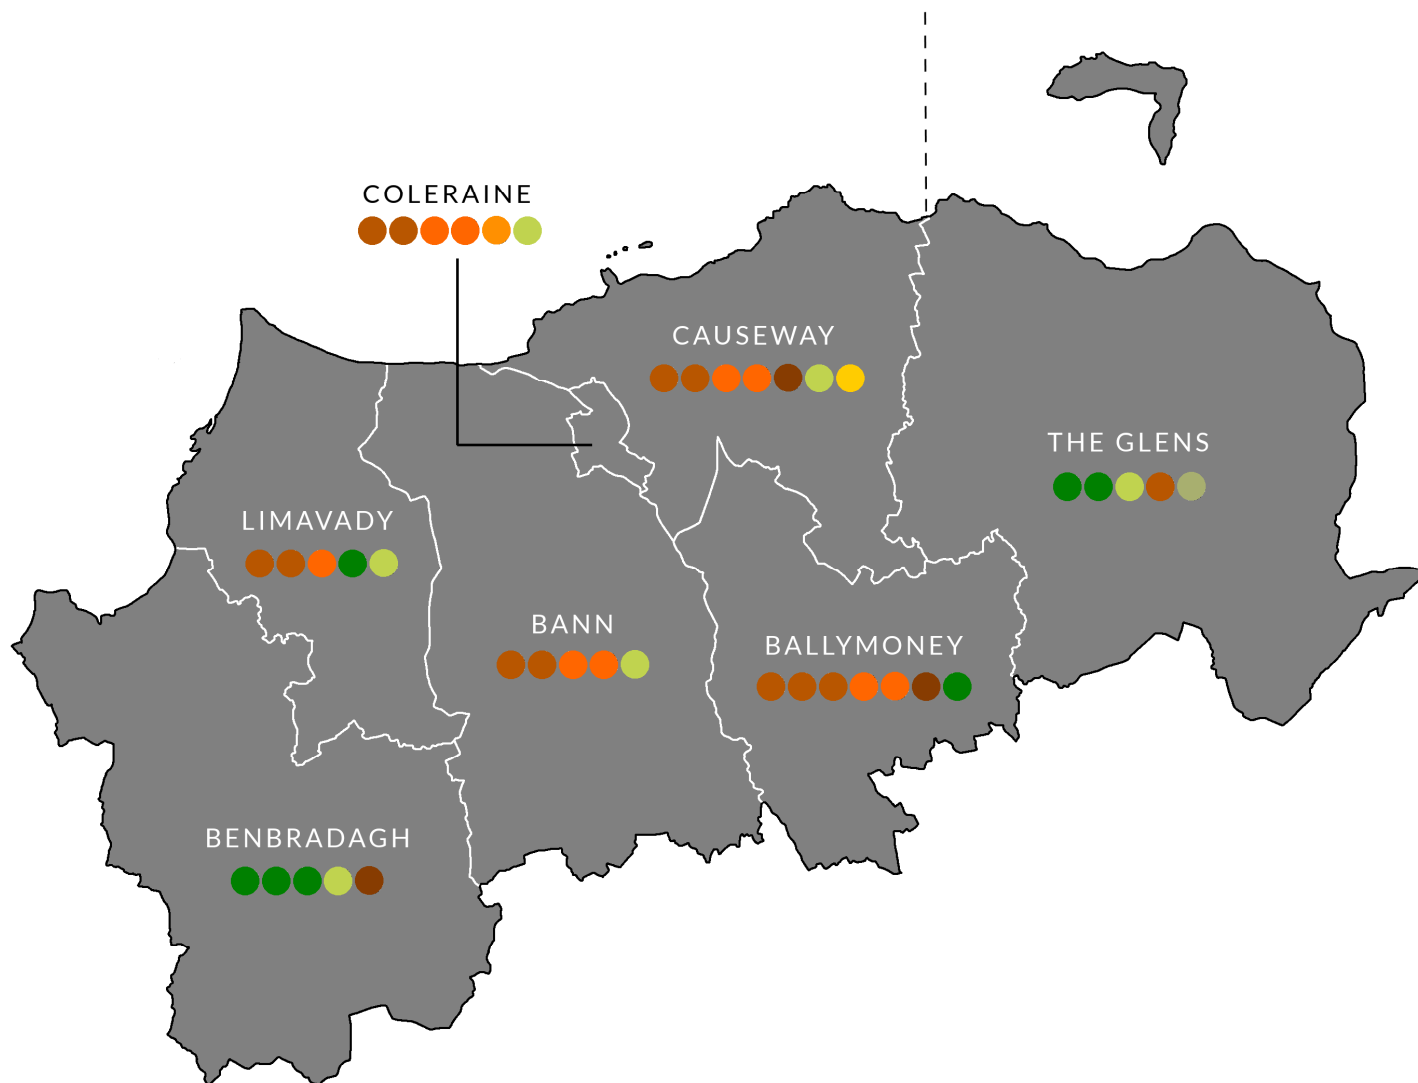 COLERAINE
CAUSEWAY
THE GLENS
LIMAVADY
BANN
BALLYMONEY
BENBRADAGH